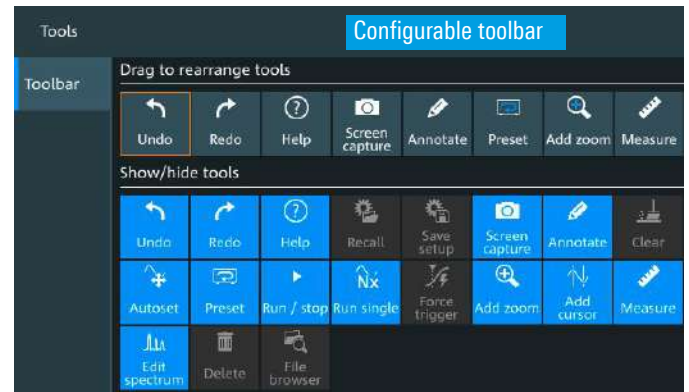 Tools
Configurable toolbar
Toolbar
Drag to rearrange tools
Undo Redo Help Screen capture Annotate Preset Add zoom Measure
Show/hide tools
Undo Redo Help Recall Save setup Screen capture Annotate Clear
Autoset Preset Run / stop Run single Force trigger Add zoom Add cursor Measure
Edit spectrum Delete File browser